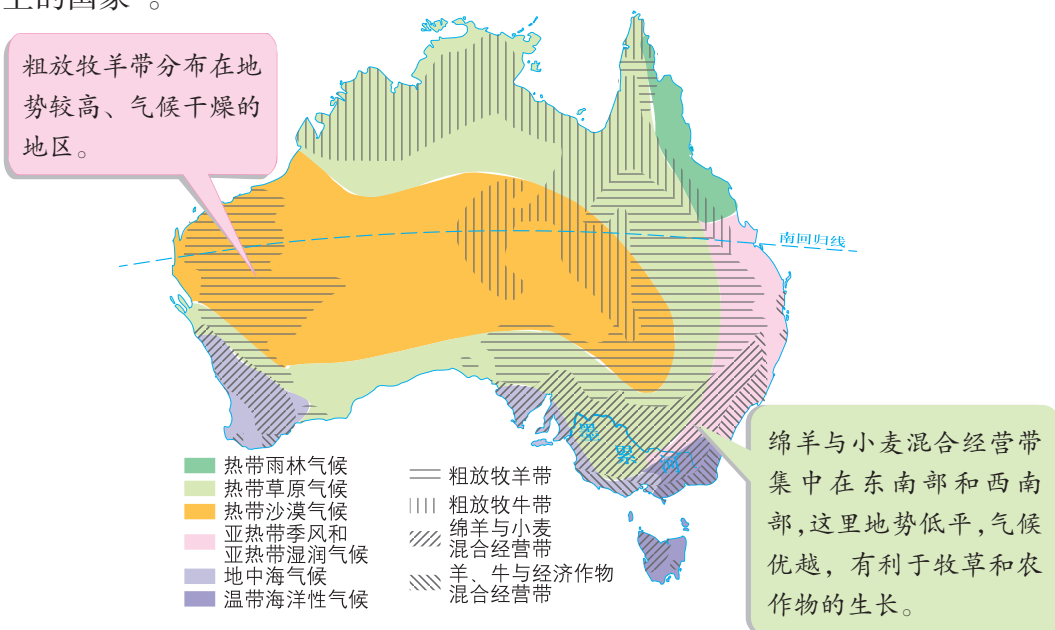 上的国家”。
粗放牧羊带分布在地
势较高、气候干燥的
地区。
南回归线
墨
累
河
绵羊与小麦混合经营带
集中在东南部和西南
部,这里地势低平,气候
优越，有利于牧草和农
作物的生长。
热带雨林气候
热带草原气候
热带沙漠气候
亚热带季风和
亚热带湿润气候
地中海气候
温带海洋性气候
粗放牧羊带
粗放牧牛带
绵羊与小麦
混合经营带
羊、牛与经济作物
混合经营带